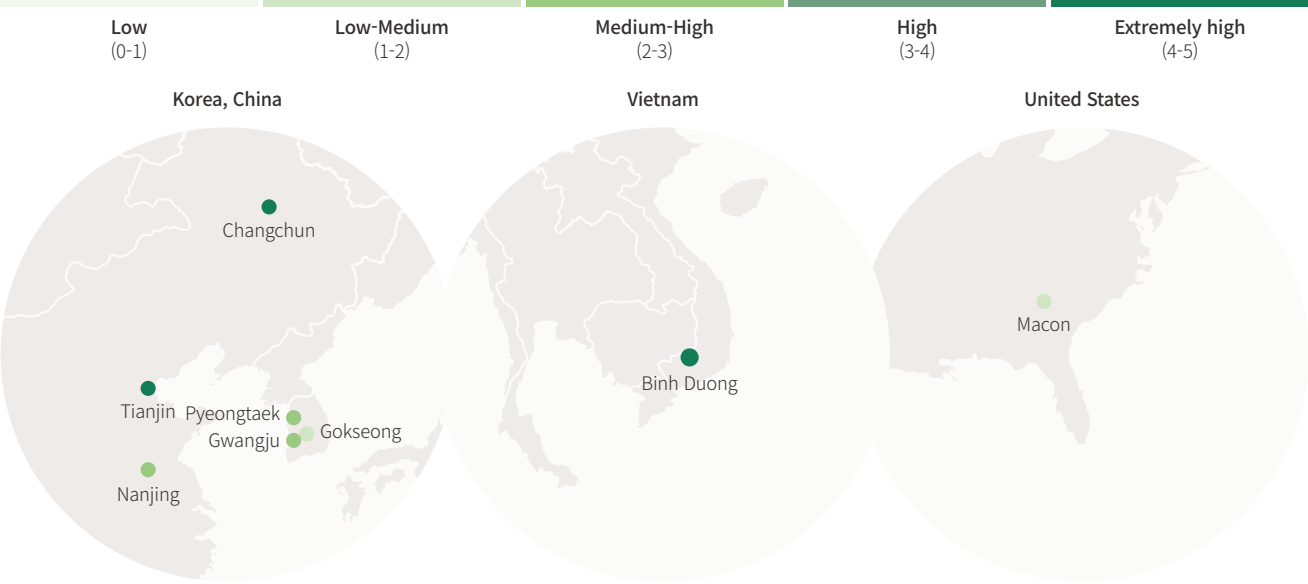 Low
(0-1)
Low-Medium
(1-2)
Medium-High
(2-3)
High
(3-4)
Extremely high
(4-5)
Korea, China
Vietnam
United States
Changchun
Tianjin
Pyeongtaek
Gwangju
Gokseong
Nanjing
Binh Duong
Macon